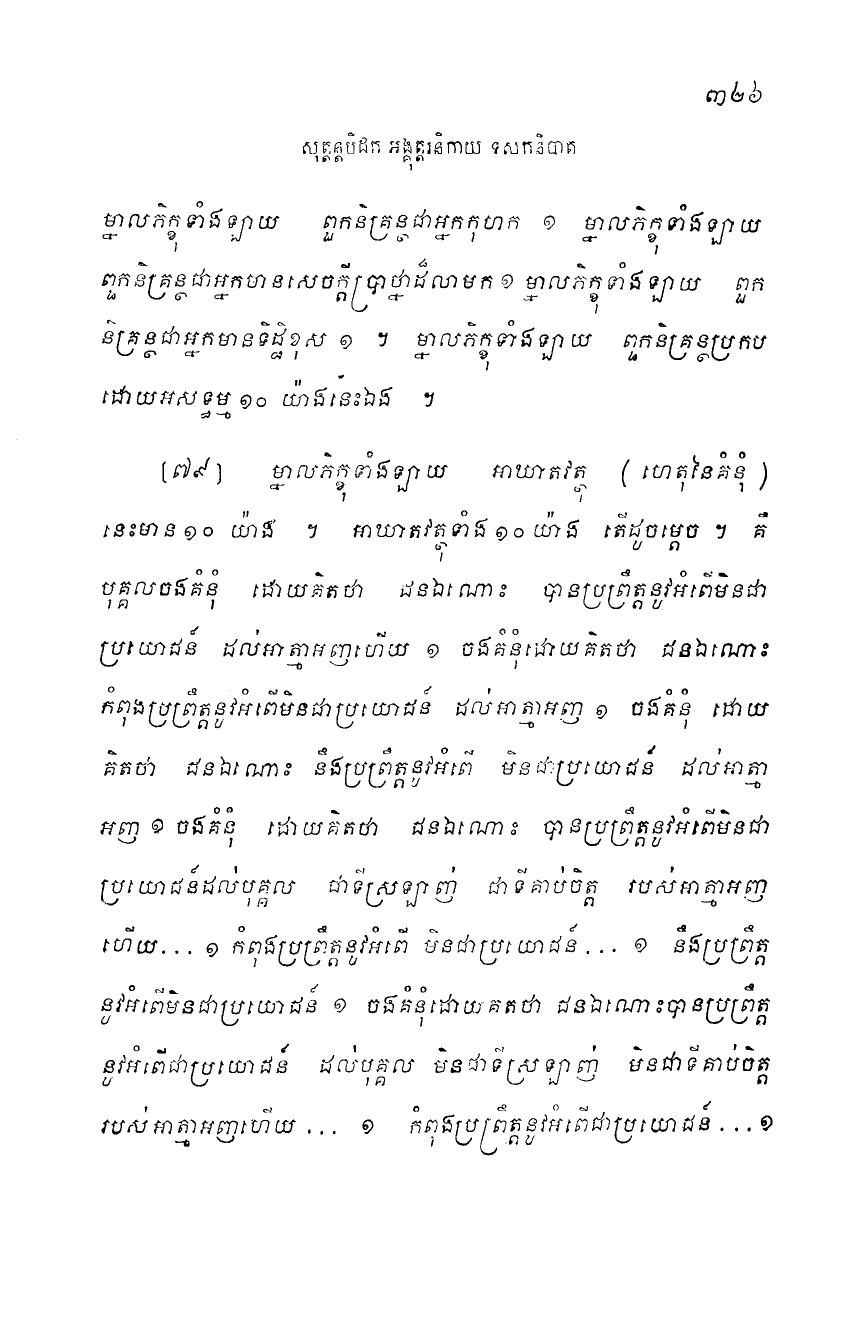 ៣២៦
សុត្តន្តបិដក អង្គុត្តរនិកាយ ទសកនិបាត
ម្នាលភិក្ខុទាំងឡាយ ពួកនិគ្រន្ថជាអ្នកកុហក ១ ម្នាលភិក្ខុទាំងឡាយ
ពួកនិគ្រន្ថជាអ្នកមានសេចក្តីប្រាថ្នាដ៏លាមក ១ ម្នាលភិក្ខុទាំងឡាយ ពួក
និគ្រន្ថជាអ្នកមានទិដ្ឋិខុស ១ ។ ម្នាលភិក្ខុទាំងឡាយ ពួកនិគ្រន្ថប្រកប
ដោយអសទ្ធម្ម ១០ យ៉ាងនេះឯង ។
[៧៩] ម្នាលភិក្ខុទាំងឡាយ អាឃាតវត្ថុ (ហេតុនៃគំនុំ)
នេះមាន ១០ យ៉ាង ។ អាឃាតវត្ថុទាំង ១០ យ៉ាង តើដូចម្តេច ។ គឺ
បុគ្គលចងគំនុំ ដោយគិតថា ជនឯណោះ បានប្រព្រឹត្តនូវអំពើមិនជា
ប្រយោជន៍ ដល់អាត្មាអញហើយ ១ ចងគំនុំដោយគិតថា ជនឯណោះ
កំពុងប្រព្រឹត្តនូវអំពើមិនជាប្រយោជន៍ ដល់អាត្មាអញ ១ ចងគំនុំ ដោយ
គិតថា ជនឯណោះ នឹងប្រព្រឹត្តនូវអំពើ មិនជាប្រយោជន៍ ដល់អាត្មា
អញ ១ ចងគំនុំ ដោយគិតថា ជនឯណោះ បានប្រព្រឹត្តនូវអំពើមិនជា
ប្រយោជន៍ដល់បុគ្គល ជាទីស្រឡាញ់ ជាទីគាប់ចិត្ត របស់អាត្មាអញ
ហើយ... ១ កំពុងប្រព្រឹត្តនូវអំពើ មិនជាប្រយោជន៍... ១ នឹងប្រព្រឹត្ត
នូវអំពើមិនជាប្រយោជន៍ ១ ចងគំនុំដោយគតថា ជនឯណោះបានប្រព្រឹត្ត
នូវអំពើជាប្រយោជន៍ ដល់បុគ្គល មិនជាទីស្រឡាញ់ មិនជាទីគាប់ចិត្ត
របស់អាត្មាអញហើយ ... ១ កំពុងប្រព្រឹត្តនូវអំពើជាប្រយោជន៍ ... ១